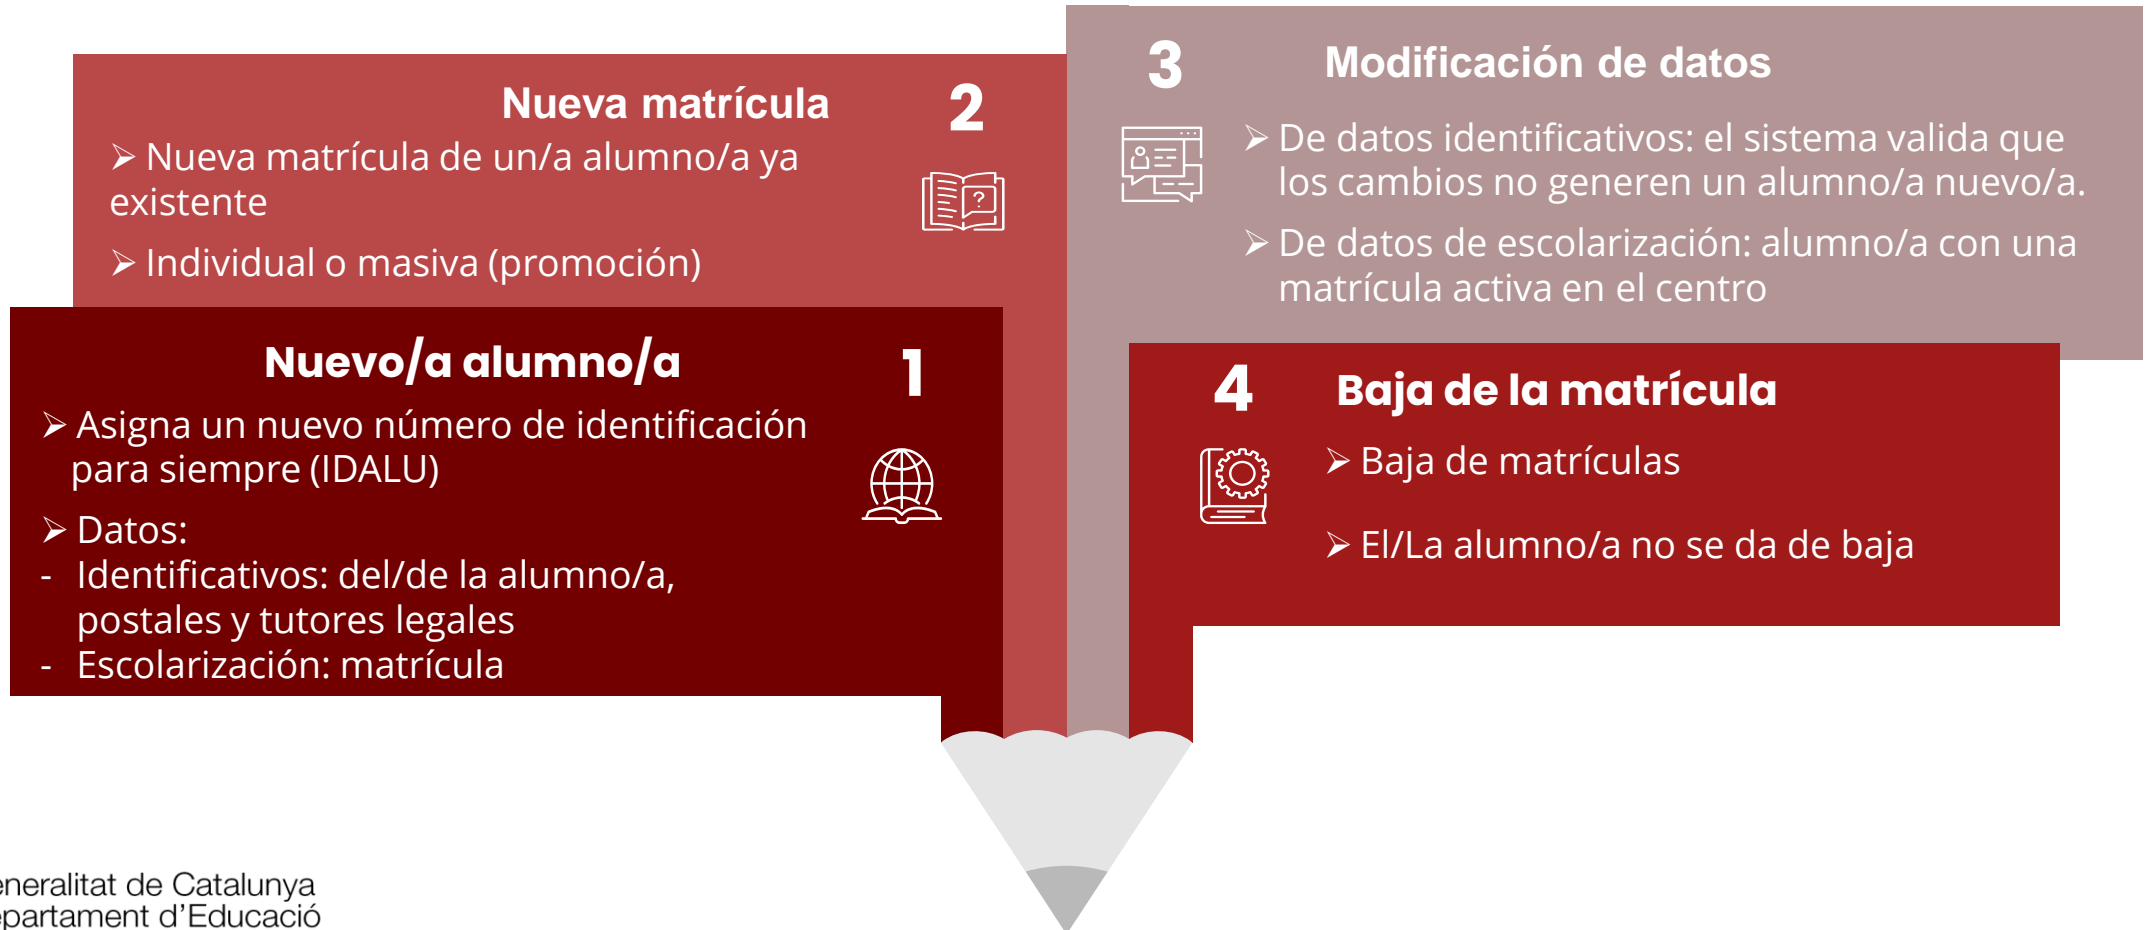 Nueva matrícula
2
➢ Nueva matrícula de un/a alumno/a ya
existente
➢ Individual o masiva (promoción)
3
Modificación de datos
➢ De datos identificativos: el sistema valida que
los cambios no generen un alumno/a nuevo/a.
➢ De datos de escolarización: alumno/a con una
matrícula activa en el centro
Nuevo/a alumno/a
1
➢ Asigna un nuevo número de identificación
para siempre (IDALU)
➢ Datos:
- Identificativos: del/de la alumno/a,
postales y tutores legales
- Escolarización: matrícula
4
Baja de la matrícula
➢ Baja de matrículas
➢ El/La alumno/a no se da de baja
?
eneralitat de Catalunya
epartament d'Educació